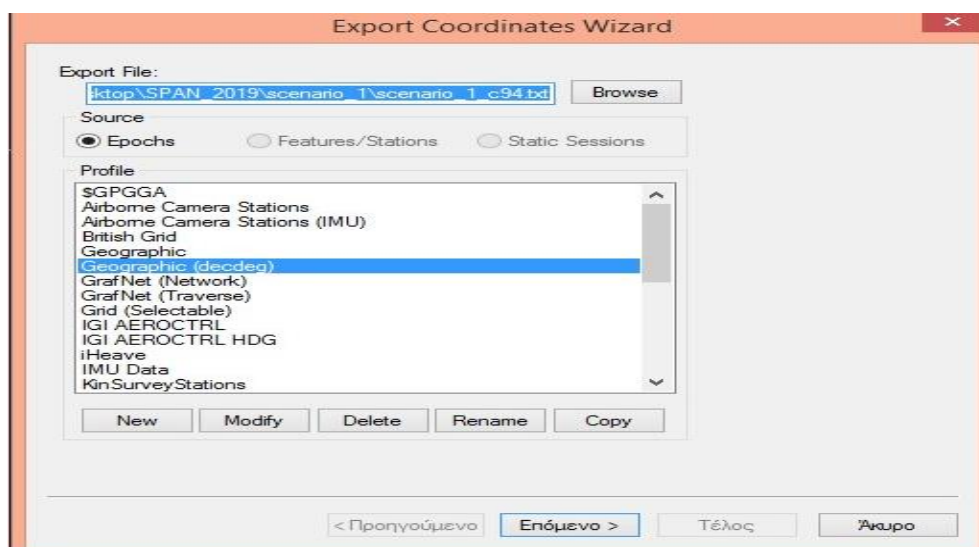 Export Coordinates Wizard
Export File:
sktop\SPAN_2019\scenario_1\scenario_1_c94.txt
Browse
Source
Epochs Features/Stations Static Sessions
Profile
$GPGGA
Airborne Camera Stations
Airborne Camera Stations (IMU)
British Grid
Geographic
Geographic (decdeg)
GrafNet (Network)
GrafNet (Traverse)
Grid (Selectable)
IGI AEROCTRL
IGI AEROCTRL HDG
iHeave
IMU Data
KinSurveyStations
New Modify Delete Rename Copy
< Προηγούμενο Επόμενο > Τέλος Άκυρο